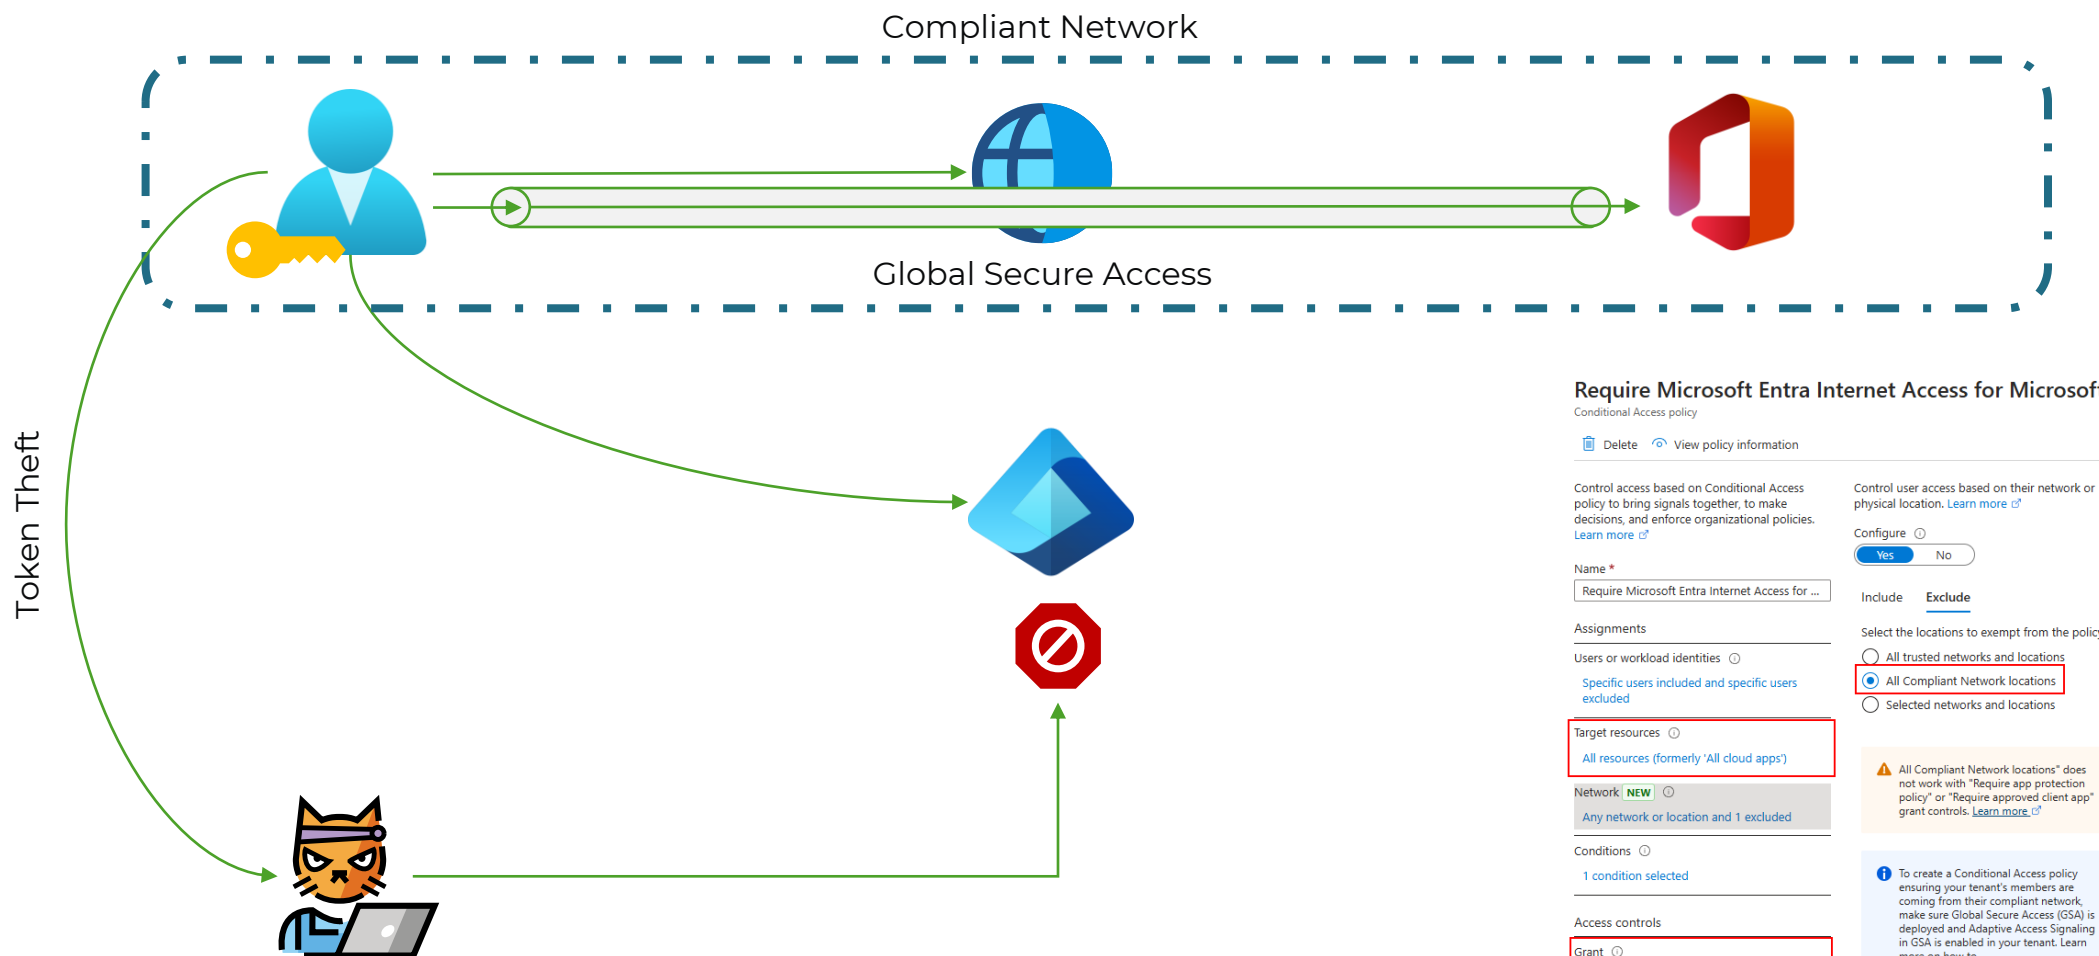 Compliant Network
Global Secure Access
Token Theft
Require Microsoft Entra Internet Access for Microsoft
Conditional Access policy
Delete
View policy information
Control access based on Conditional Access
policy to bring signals together, to make
decisions, and enforce organizational policies.
Learn more
Name *
Require Microsoft Entra Internet Access for ...
Assignments
Users or workload identities
Specific users included and specific users
excluded
Target resources
All resources (formerly 'All cloud apps')
Network NEW
Any network or location and 1 excluded
Conditions
1 condition selected
Access controls
Grant
Control user access based on their network or
physical location. Learn more
Configure
Yes No
Include Exclude
Select the locations to exempt from the policy
All trusted networks and locations
All Compliant Network locations
Selected networks and locations
All Compliant Network locations" does
not work with "Require app protection
policy" or "Require approved client app"
grant controls. Learn more
To create a Conditional Access policy
ensuring your tenant's members are
coming from their compliant network,
make sure Global Secure Access (GSA) is
deployed and Adaptive Access Signaling
in GSA is enabled in your tenant. Learn
more on how to